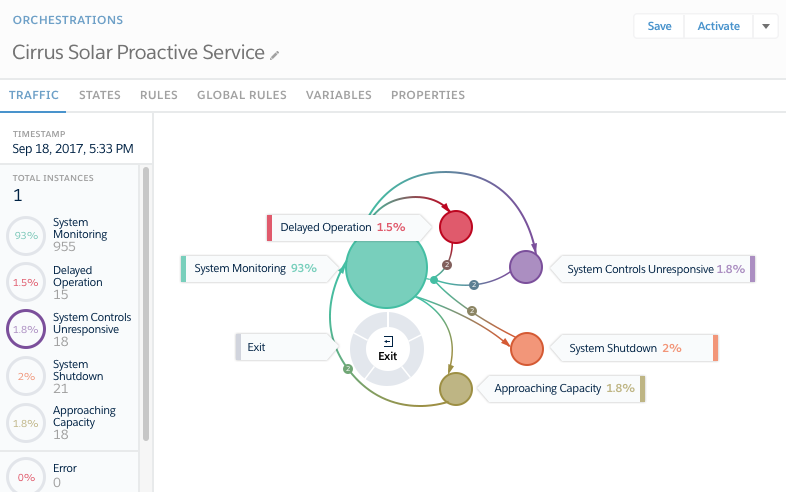 ORCHESTRATIONS
Cirrus Solar Proactive Service
Save
Activate
TRAFFIC
STATES
RULES
GLOBAL RULES
VARIABLES
PROPERTIES
TIMESTAMP
Sep 18, 2017, 5:33 PM
TOTAL INSTANCES
1
93%
System
Monitoring
955
1.5%
Delayed
Operation
15
1.8%
System Controls
Unresponsive
18
2%
System
Shutdown
21
1.8%
Approaching
Capacity
18
0%
Error
0
Delayed Operation 1.5%
System Monitoring 93%
System Controls Unresponsive 1.8%
2
2
2
Exit
Exit
System Shutdown 2%
2
Approaching Capacity 1.8%